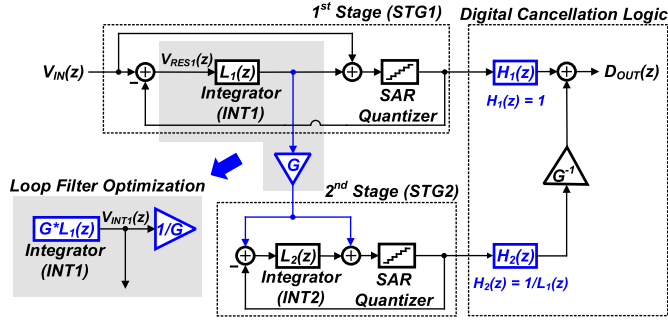 1st Stage (STG1)
Digital Cancellation Logic
VIN(z)
VRES1(z)
L1(z)
Integrator
(INT1)
SAR
Quantizer
H1(z)
H1(z) = 1
DOUT(z)
G
G-1
Loop Filter Optimization
G*L1(z)
VINT1(z)
1/G
Integrator
(INT1)
2nd Stage (STG2)
L2(z)
Integrator
(INT2)
SAR
Quantizer
H2(z)
H2(z) = 1/L1(z)